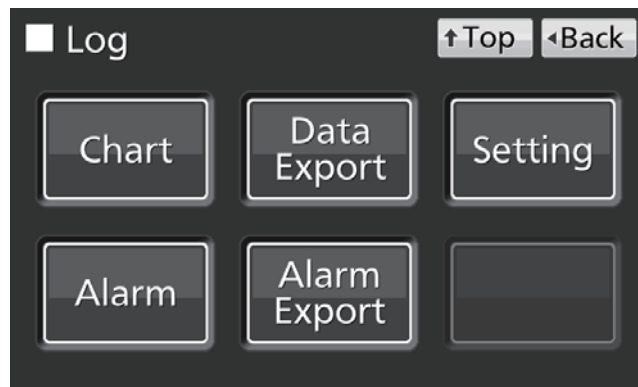 Log
↑Top
◂Back
Chart
Data
Export
Setting
Alarm
Alarm
Export